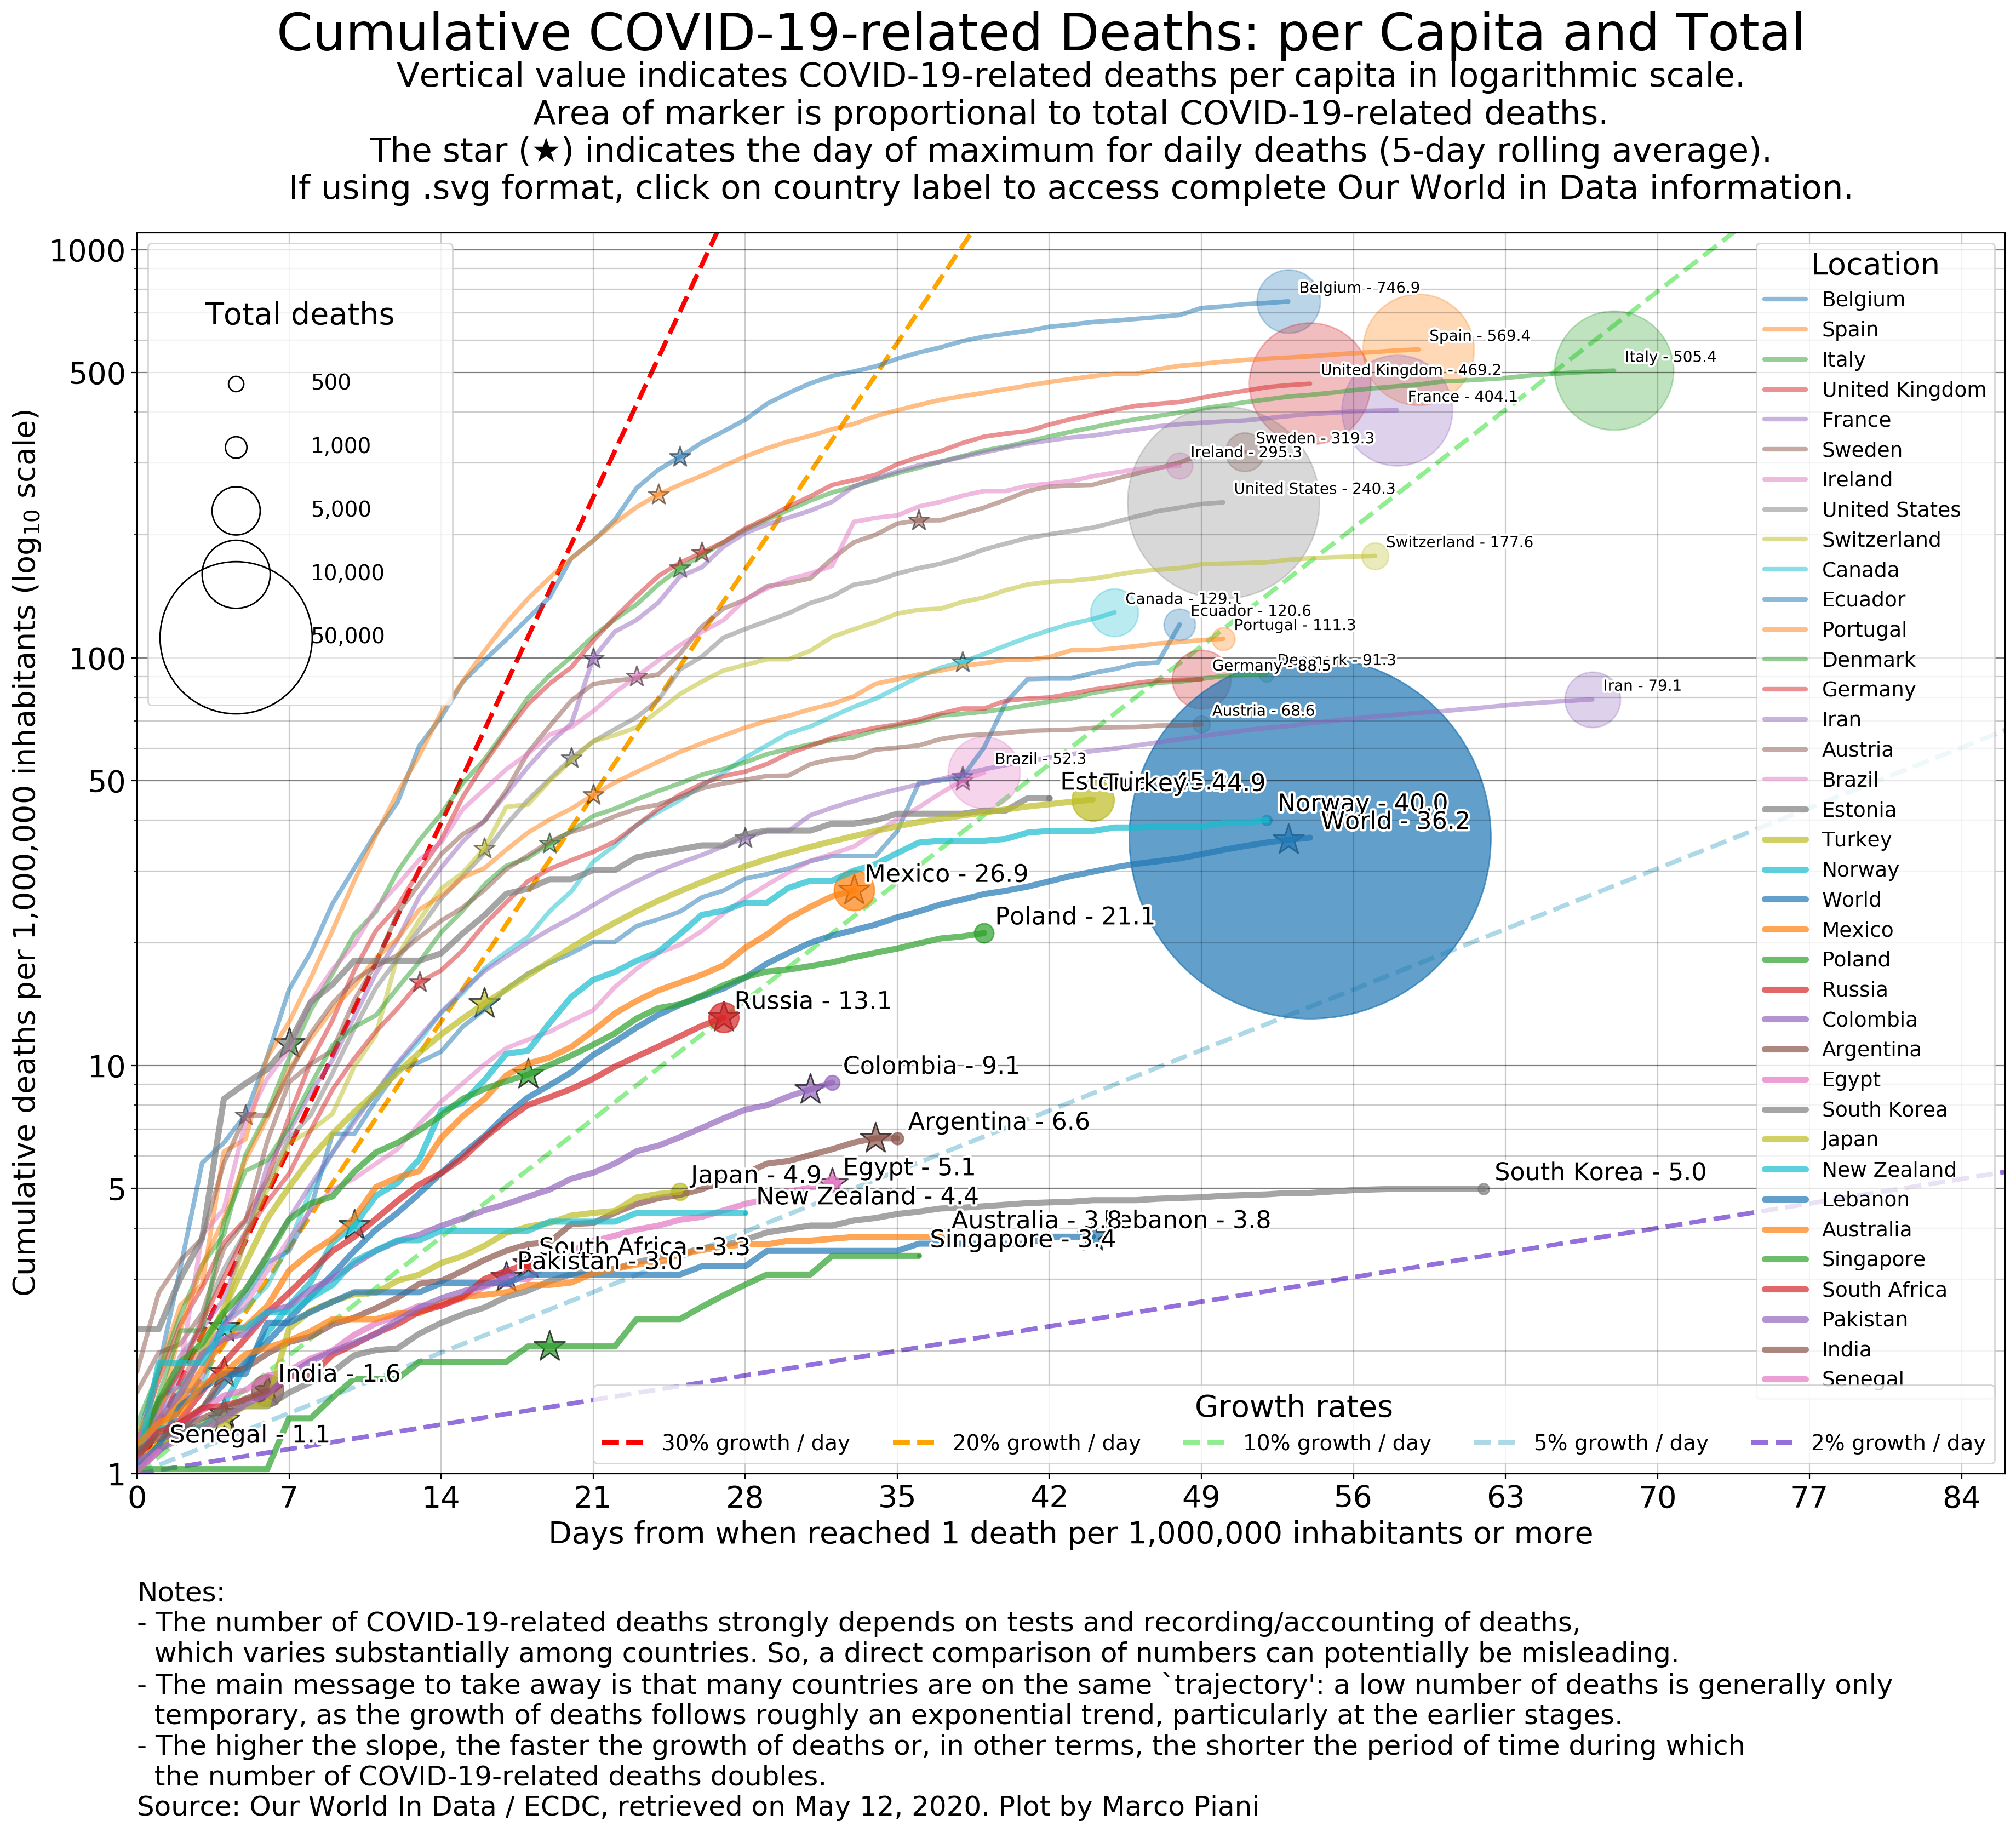 Cumulative COVID-19-related Deaths: per Capita and Total
Vertical value indicates COVID-19-related deaths per capita in logarithmic scale.
Area of marker is proportional to total COVID-19-related deaths.
The star (★) indicates the day of maximum for daily deaths (5-day rolling average).
If using .svg format, click on country label to access complete Our World in Data information.
Cumulative deaths per 1,000,000 inhabitants (log10 scale)
1000
500
100
50
10
5
1
Total deaths
500
1,000
5,000
10,000
50,000
Belgium - 746.9
Spain - 569.4
Italy - 505.4
United Kingdom - 469.2
France - 404.1
Sweden - 319.3
Ireland - 295.3
United States - 240.3
Switzerland - 177.6
Canada - 129.1
Ecuador - 120.6
Portugal - 111.3
Denmark - 91.3
Germany - 88.5
Iran - 79.1
Austria - 68.6
Brazil - 52.3
Turkey - 44.9
Norway - 40.0
World - 36.2
Mexico - 26.9
Poland - 21.1
Russia - 13.1
Colombia - 9.1
Argentina - 6.6
Egypt - 5.1
Japan - 4.9
South Korea - 5.0
New Zealand - 4.4
Australia - 3.8
Lebanon - 3.8
Singapore - 3.4
South Africa - 3.3
Pakistan - 3.0
India - 1.6
Senegal - 1.1
Location
Belgium
Spain
Italy
United Kingdom
France
Sweden
Ireland
United States
Switzerland
Canada
Ecuador
Portugal
Denmark
Germany
Iran
Austria
Brazil
Estonia
Turkey
Norway
World
Mexico
Poland
Russia
Colombia
Argentina
Egypt
South Korea
Japan
New Zealand
Lebanon
Australia
Singapore
South Africa
Pakistan
India
Senegal
Growth rates
30% growth / day
20% growth / day
10% growth / day
5% growth / day
2% growth / day
0 7 14 21 28 35 42 49 56 63 70 77 84
Days from when reached 1 death per 1,000,000 inhabitants or more
Notes:
- The number of COVID-19-related deaths strongly depends on tests and recording/accounting of deaths,
which varies substantially among countries. So, a direct comparison of numbers can potentially be misleading.
- The main message to take away is that many countries are on the same `trajectory': a low number of deaths is generally only
temporary, as the growth of deaths follows roughly an exponential trend, particularly at the earlier stages.
- The higher the slope, the faster the growth of deaths or, in other terms, the shorter the period of time during which
the number of COVID-19-related deaths doubles.
Source: Our World In Data / ECDC, retrieved on May 12, 2020. Plot by Marco Piani